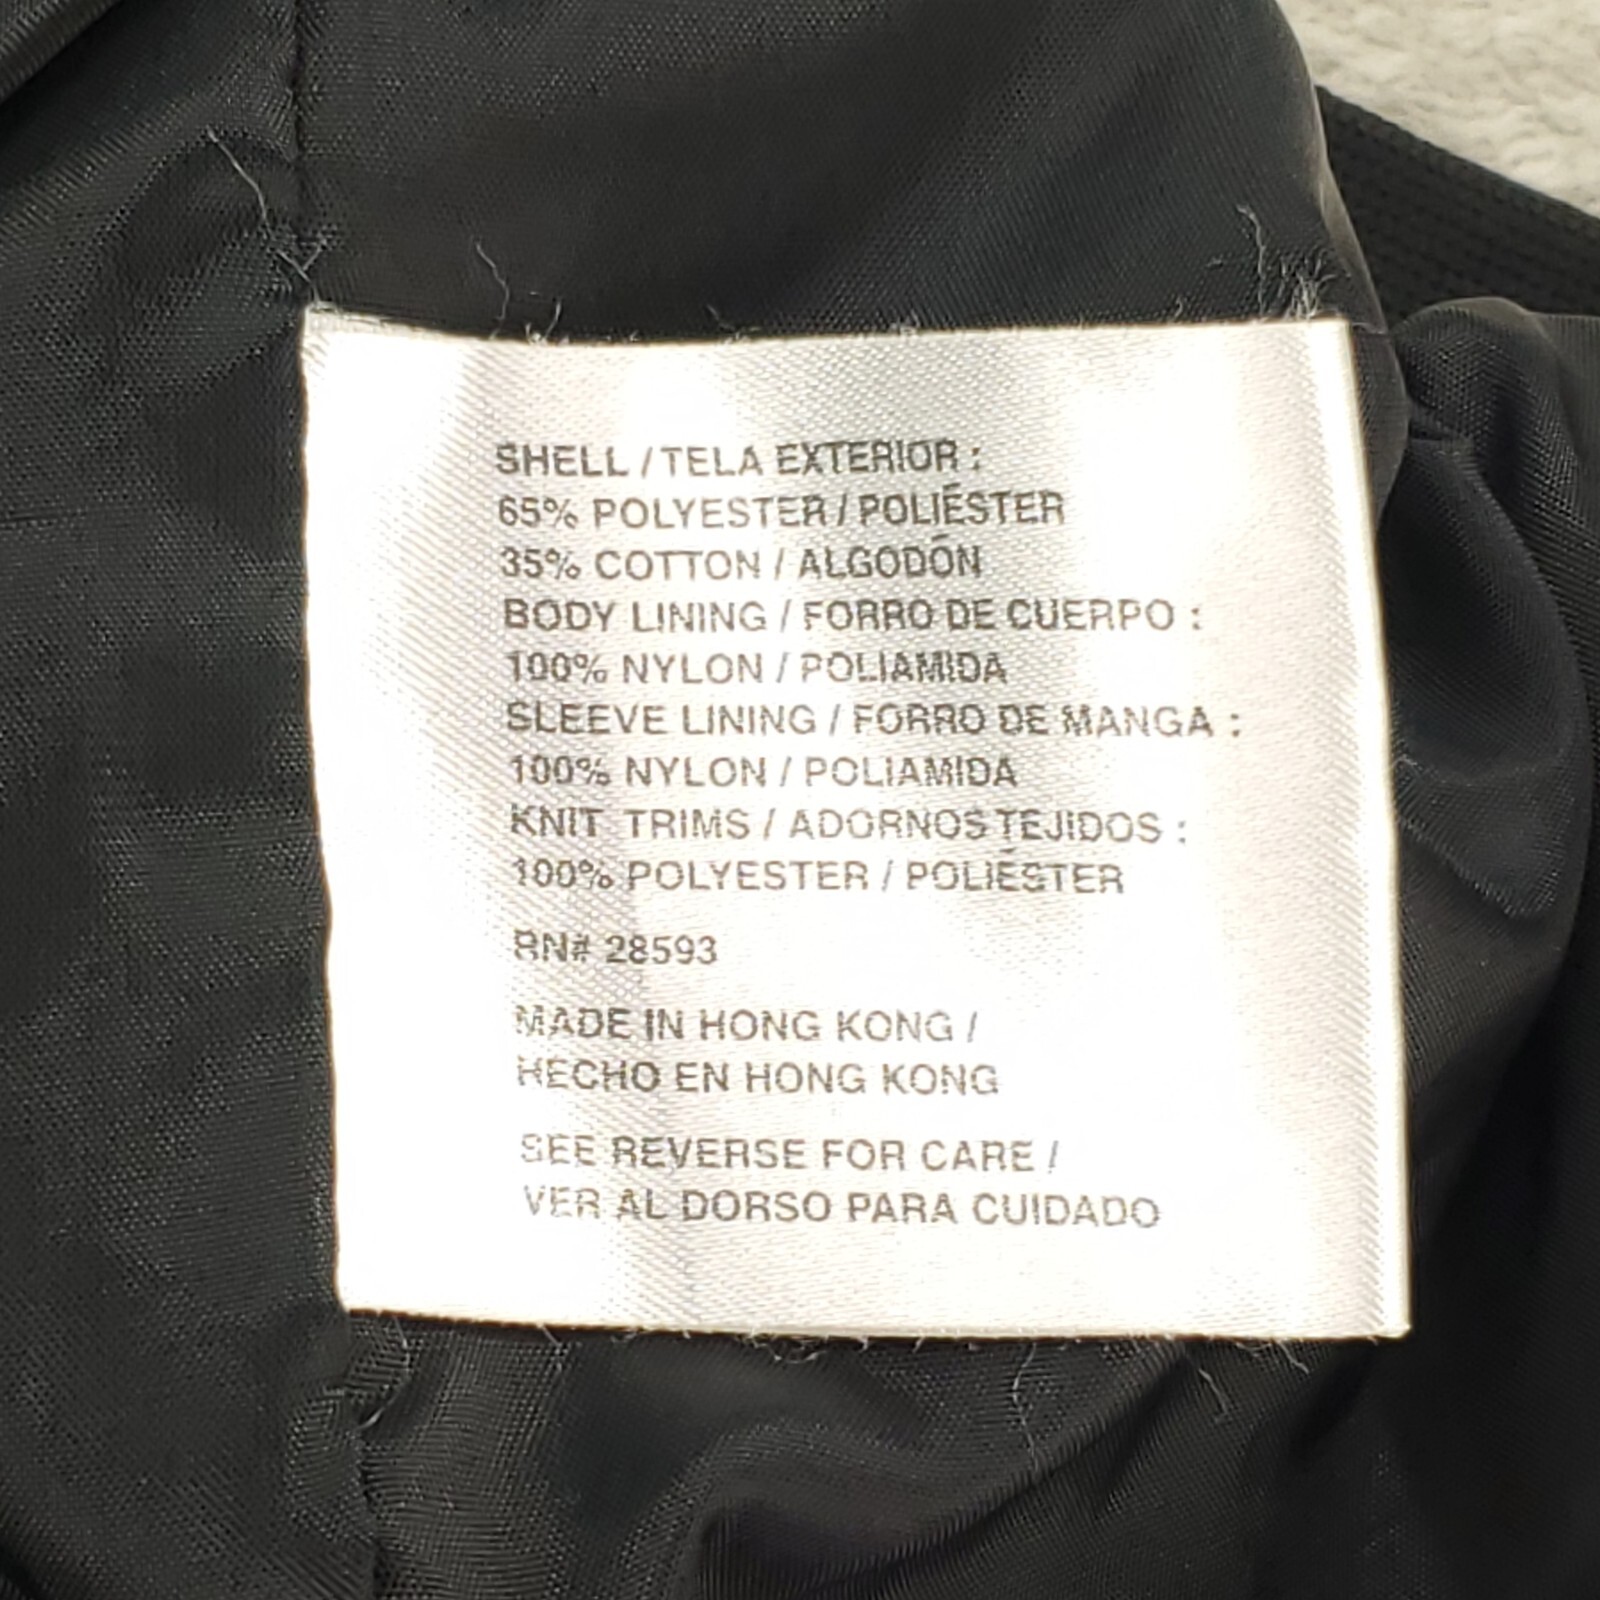 SHELL / TELA EXTERIOR :
65% POLYESTER / POLIÉSTER
35% COTTON / ALGODÓN
BODY LINING / FORRO DE CUERPO :
100% NYLON / POLIAMIDA
SLEEVE LINING / FORRO DE MANGA :
100% NYLON / POLIAMIDA
KNIT TRIMS / ADORNOS TEJIDOS :
100% POLYESTER / POLIÉSTER
RN# 28593
MADE IN HONG KONG /
HECHO EN HONG KONG
SEE REVERSE FOR CARE /
VER AL DORSO PARA CUIDADO